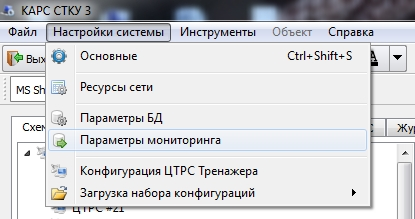 КАРС СТКУ 3
Файл Настройки системы Инструменты Объект Справка
Вых
Основные Ctrl+Shift+S
MS Sh
Ресурсы сети
Параметры БД
Схе Жур
Параметры мониторинга
Конфигурация ЦТРС Тренажера
Загрузка набора конфигураций
ЦТРС #21